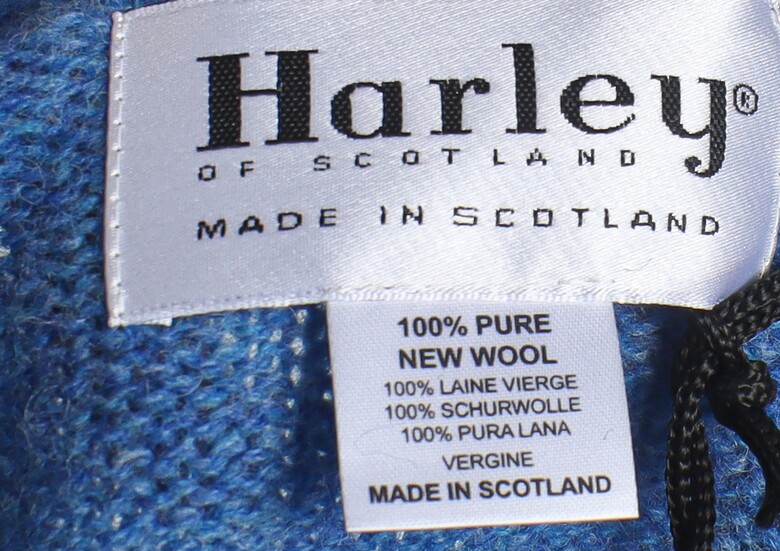 Harley®
OF SCOTLAND
MADE IN SCOTLAND
100% PURE
NEW WOOL
100% LAINE VIERGE
100% SCHURWOLLE
100% PURA LANA
VERGINE
MADE IN SCOTLAND